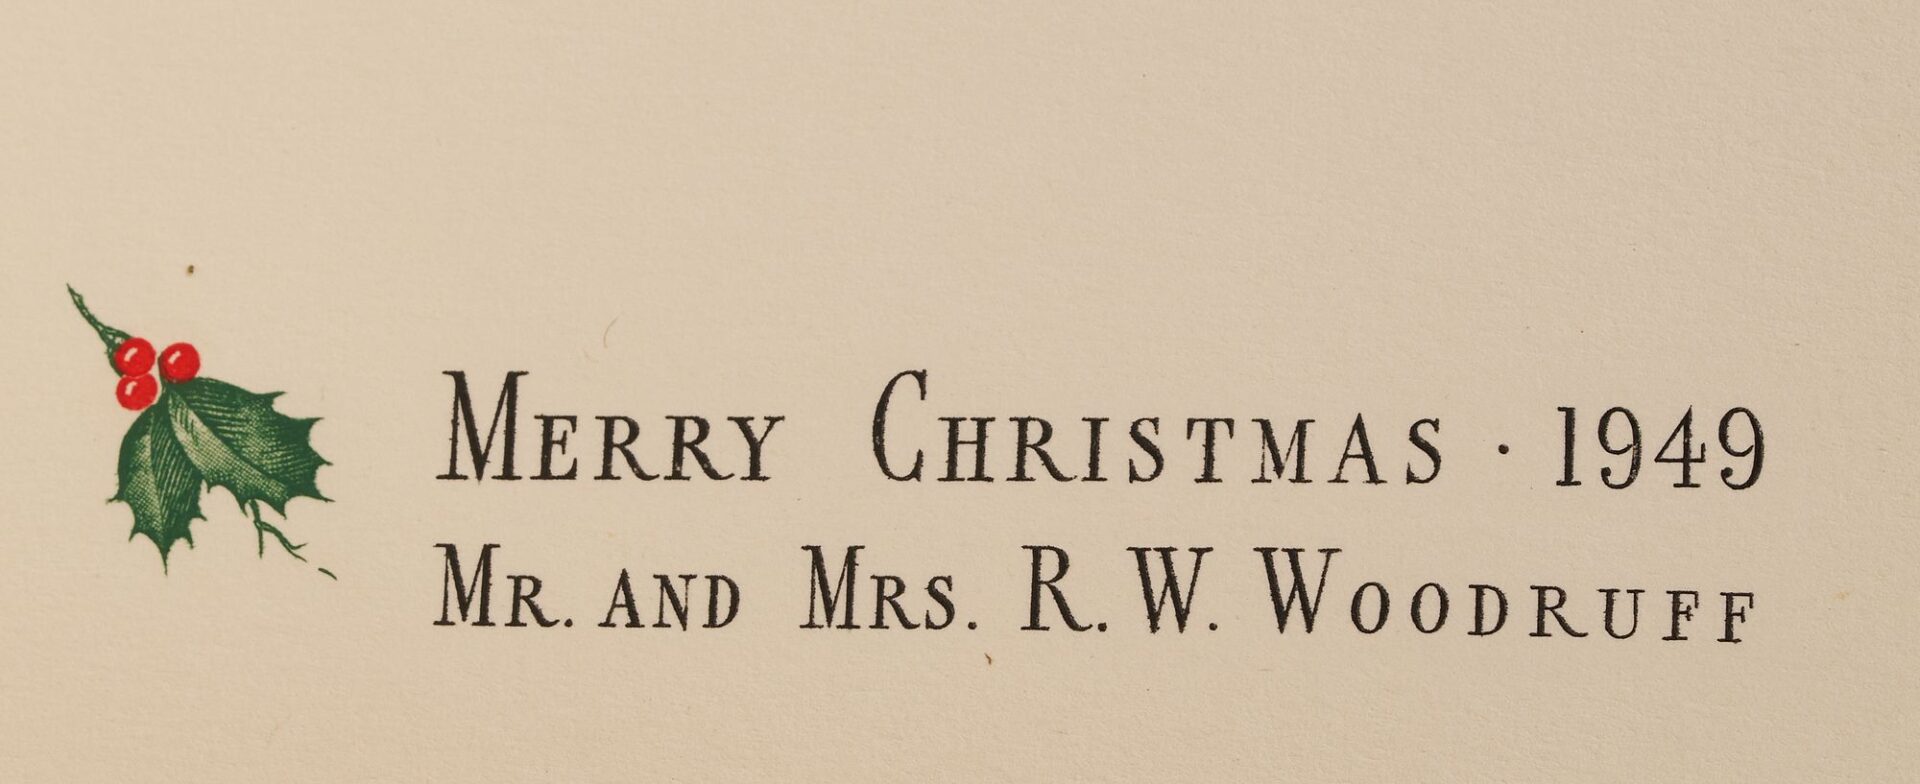 Merry Christmas · 1949
Mr. and Mrs. R. W. Woodruff